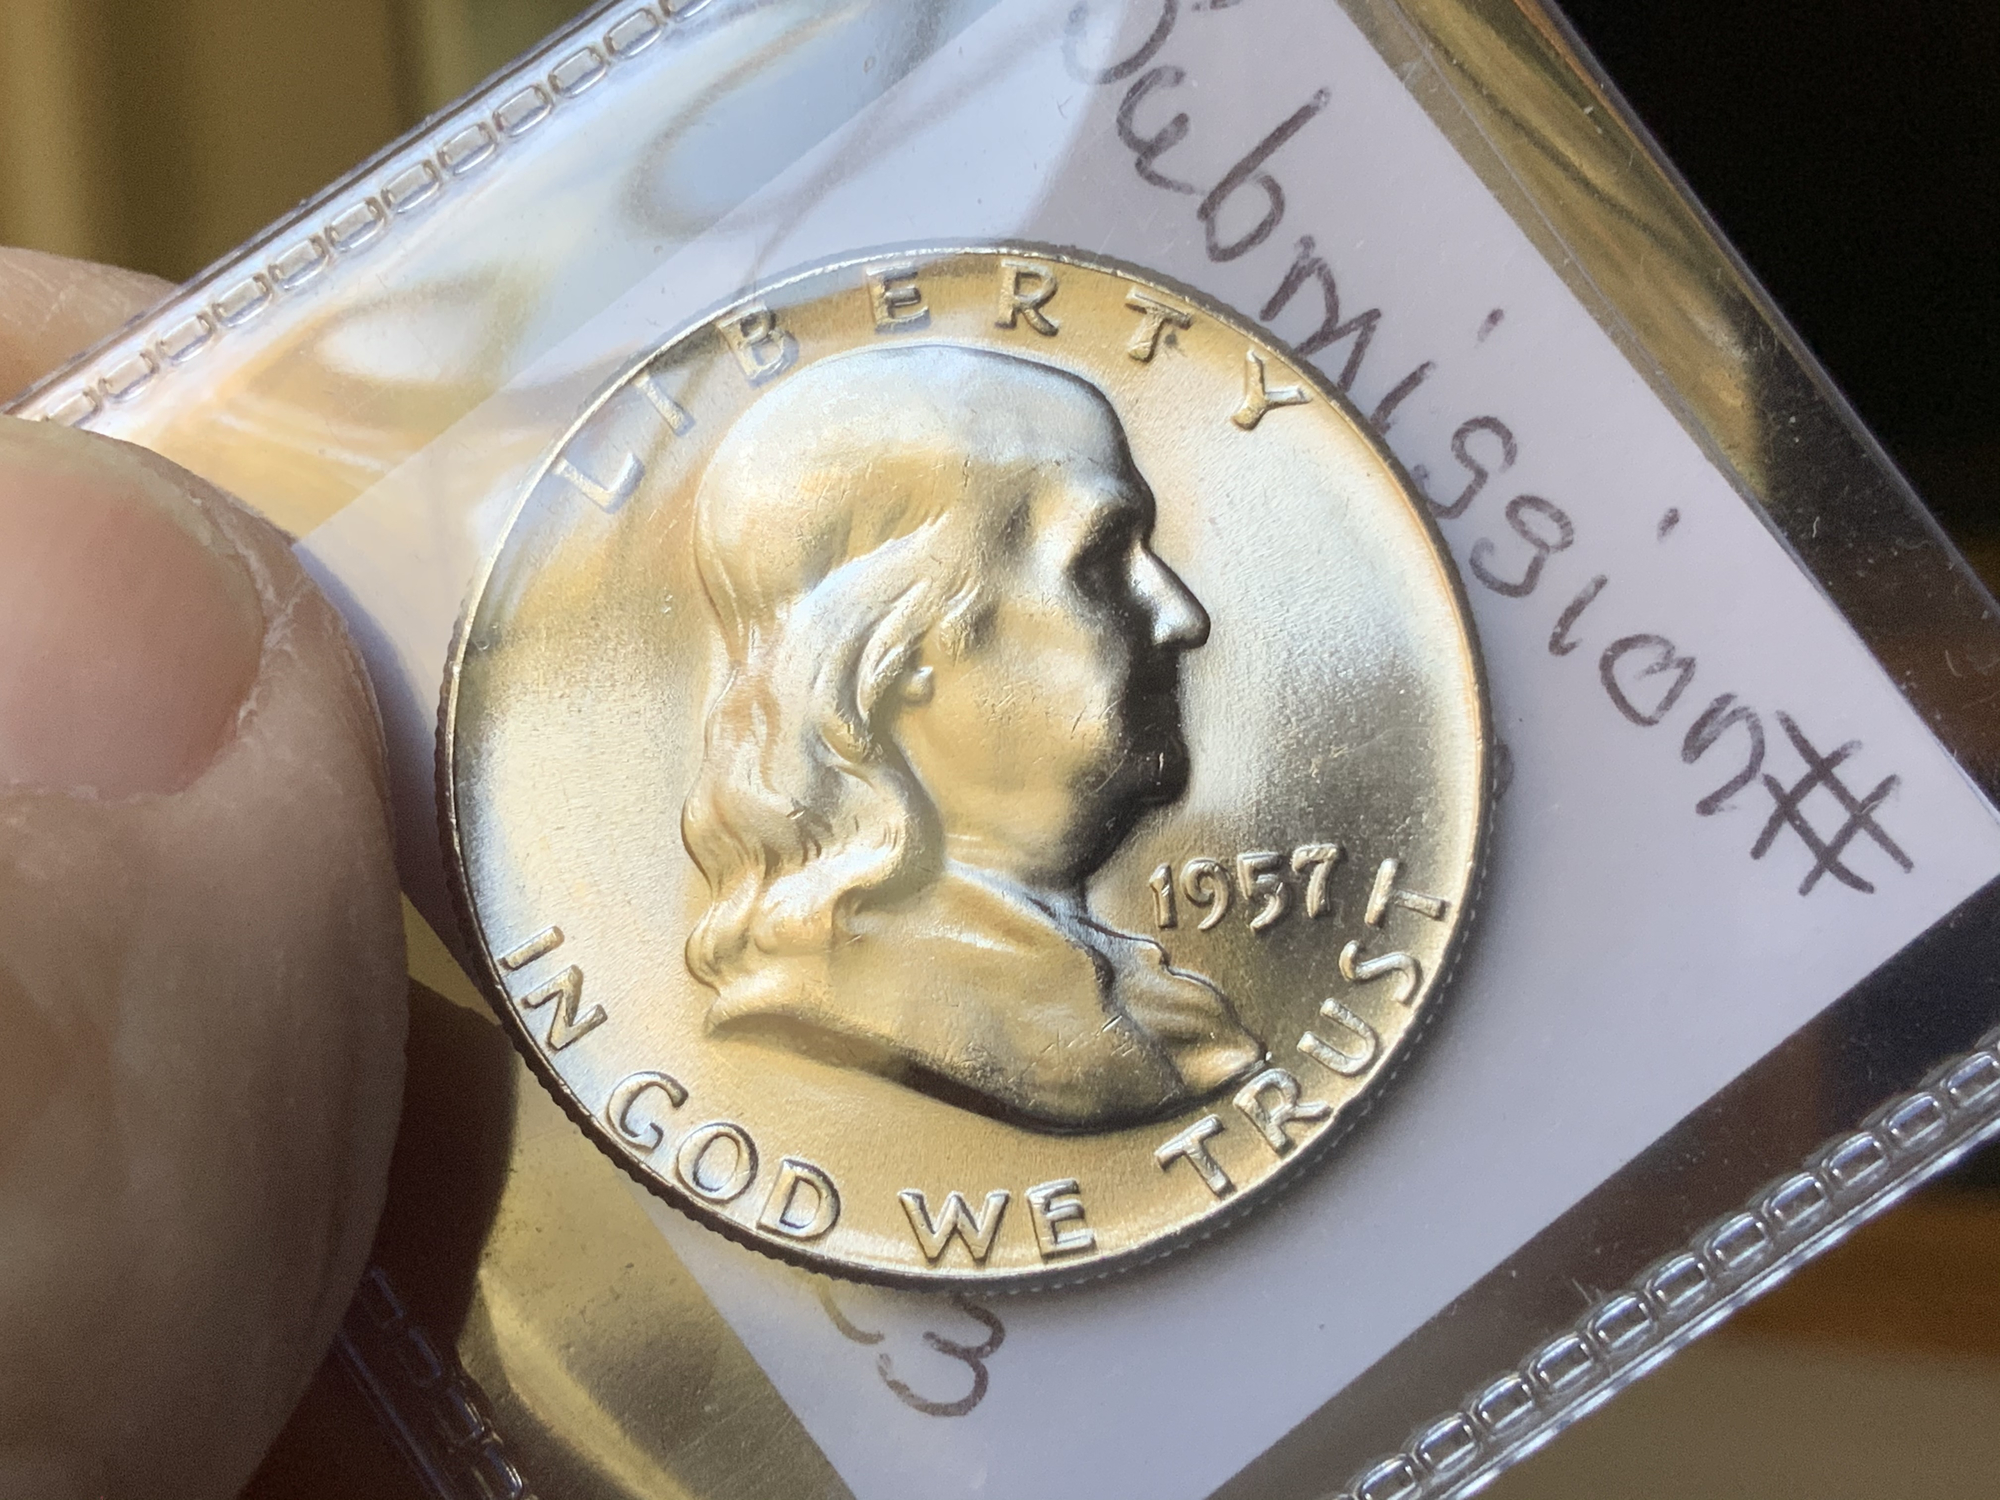 Submission#
LIBERTY
1957
IN GOD WE TRUST